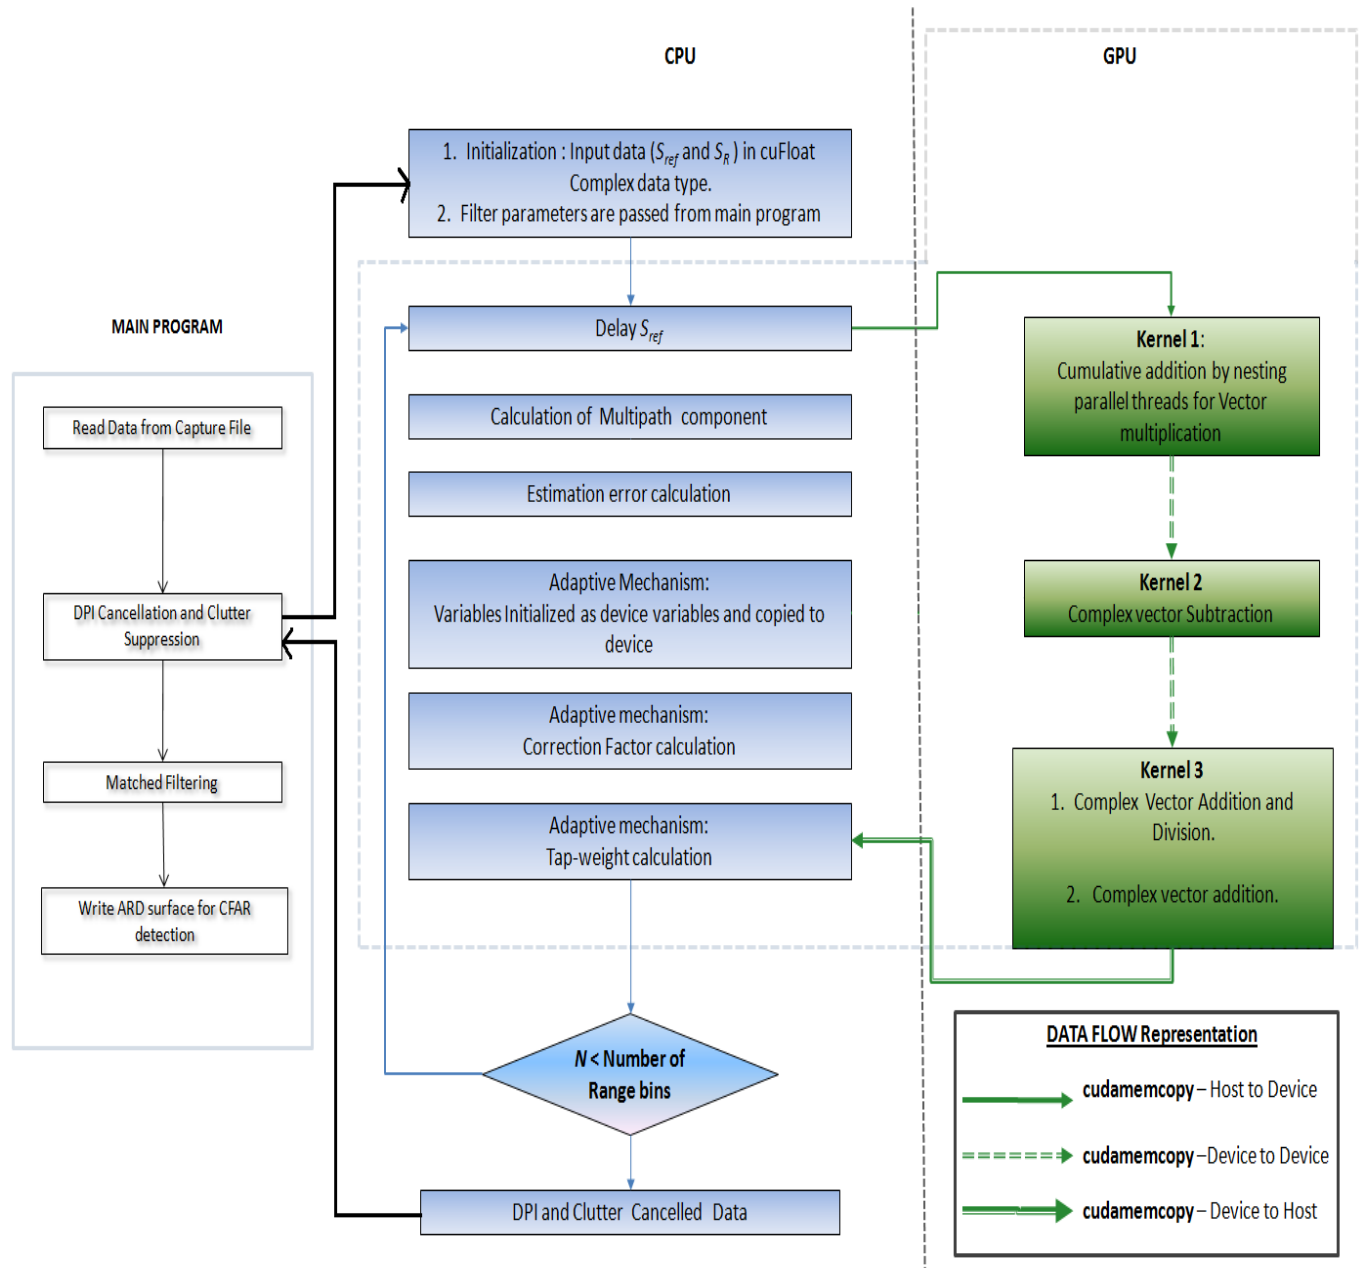 CPU
GPU
1. Initialization : Input data (Sref and SR ) in cuFloat
Complex data type.
2. Filter parameters are passed from main program
MAIN PROGRAM
Read Data from Capture File
DPI Cancellation and Clutter
Suppression
Matched Filtering
Write ARD surface for CFAR
detection
Delay Sref
Calculation of Multipath component
Estimation error calculation
Adaptive Mechanism:
Variables Initialized as device variables and copied to
device
Adaptive mechanism:
Correction Factor calculation
Adaptive mechanism:
Tap-weight calculation
N < Number of
Range bins
DPI and Clutter Cancelled Data
Kernel 1:
Cumulative addition by nesting
parallel threads for Vector
multiplication
Kernel 2
Complex vector Subtraction
Kernel 3
1. Complex Vector Addition and
Division.
2. Complex vector addition.
DATA FLOW Representation
cudamemcopy – Host to Device
cudamemcopy –Device to Device
cudamemcopy – Device to Host